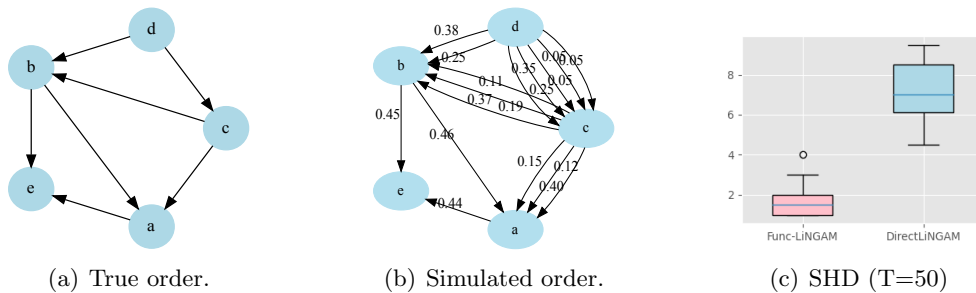 d
b
c
e
a
(a) True order.
d
0.38
0.25
b
0.05
0.05
0.35
0.05
0.25
0.11
0.19
0.37
c
0.45
0.46
0.15
0.12
0.40
e
0.44
a
(b) Simulated order.
8
6
4
2
Func-LiNGAM
DirectLiNGAM
(c) SHD (T=50)